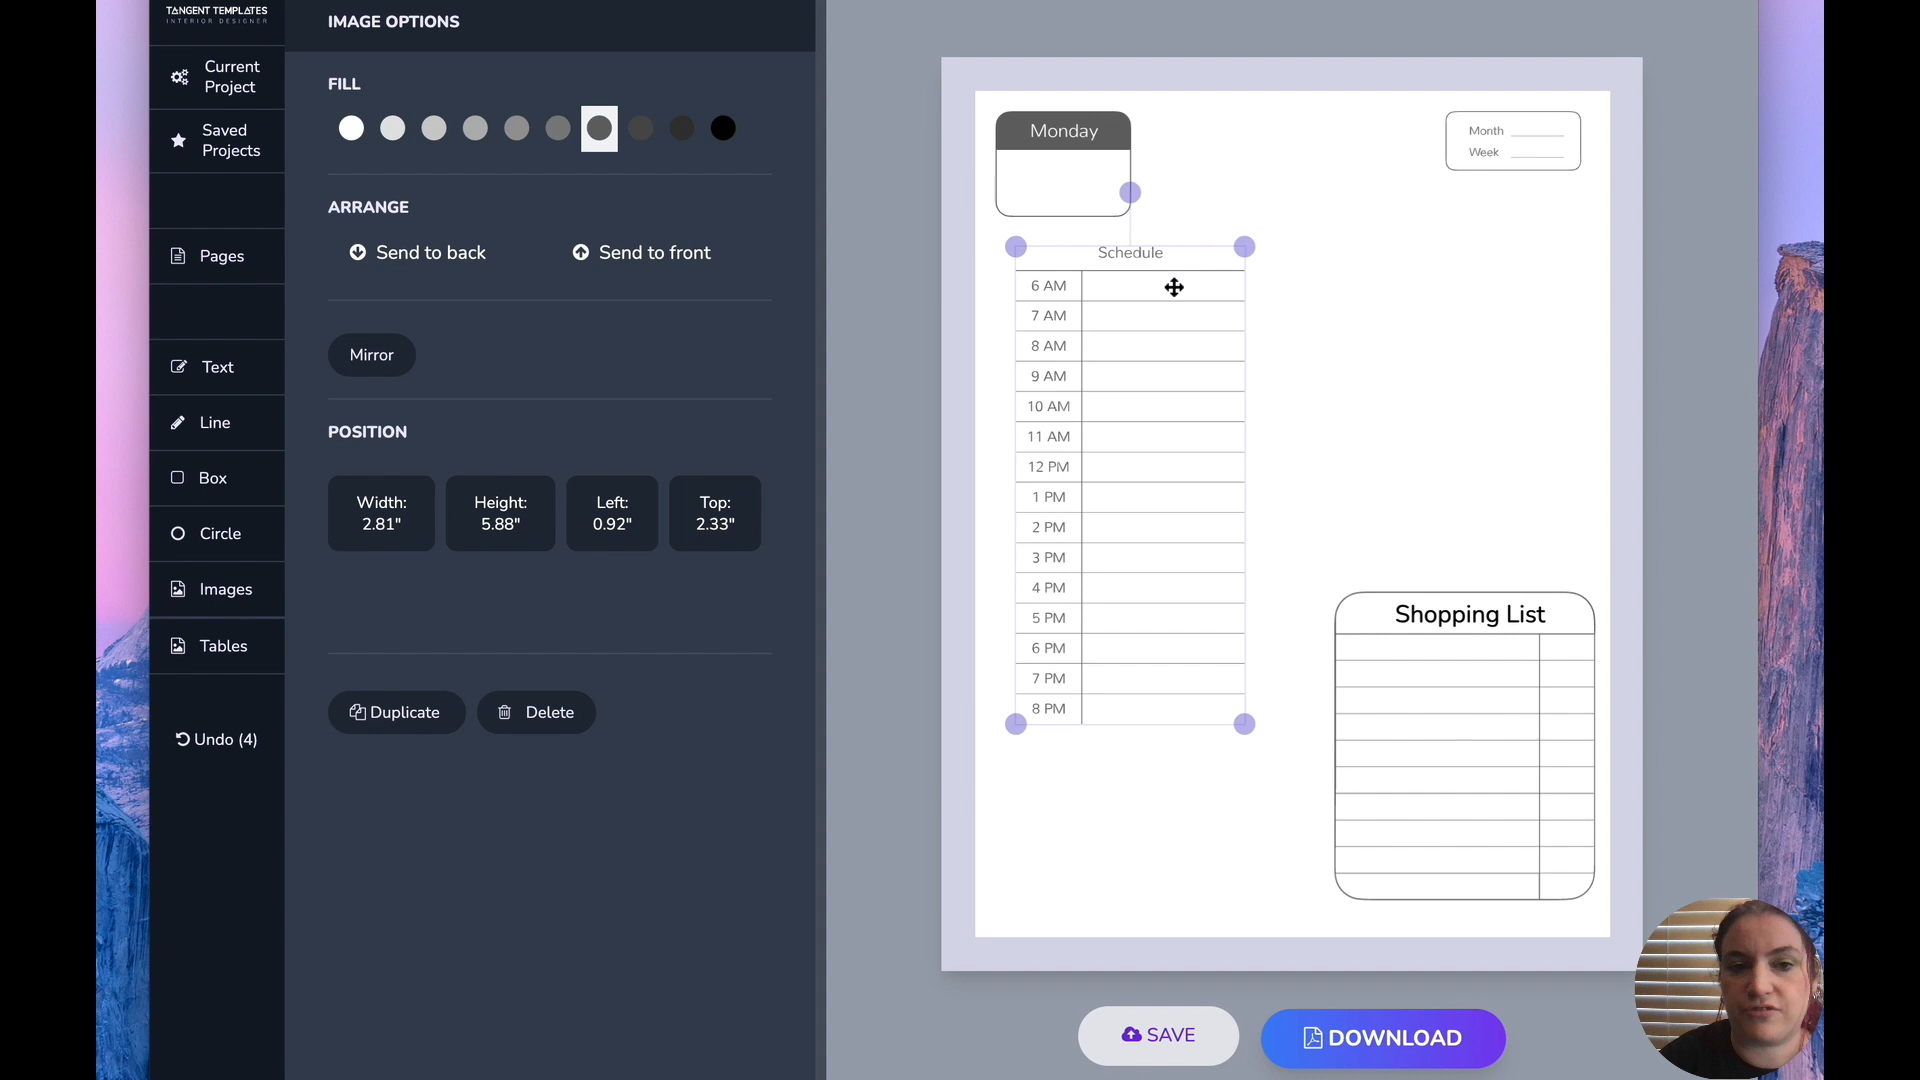 TANGENT TEMPLATES
INTERIOR DESIGNER
Current
Project
Saved
Projects
Pages
Text
Line
Box
Circle
Images
Tables
Undo (4)
IMAGE OPTIONS
FILL
ARRANGE
Send to back
Send to front
Mirror
POSITION
Width:
2.81"
Height:
5.88"
Left:
0.92"
Top:
2.33"
Duplicate
Delete
Monday
Month
Week
Schedule
6 AM
7 AM
8 AM
9 AM
10 AM
11 AM
12 PM
1 PM
2 PM
3 PM
4 PM
5 PM
6 PM
7 PM
8 PM
Shopping List
SAVE
DOWNLOAD